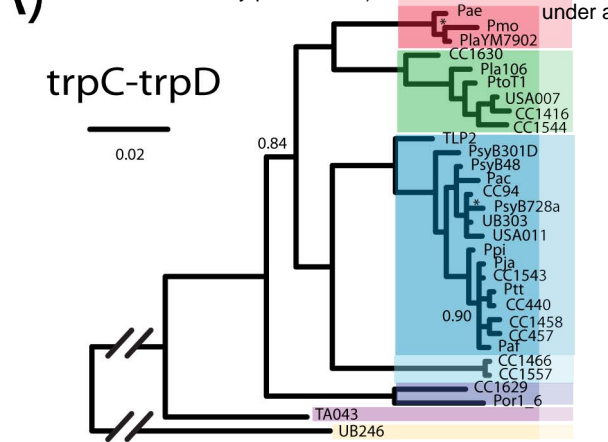 under a
Pae
*
Pmo
PlaYM7902
CC1630
Pla106
PtoT1
USA007
CC1416
CC1544
trpC-trpD
0.02
0.84
TLP2
PsyB301D
PsyB48
Pac
CC94
*
PsyB728a
UB303
USA011
Ppi
Pja
CC1543
Ptt
CC440
0.90
CC1458
CC457
Paf
CC1466
CC1557
CC1629
Por1_6
TA043
UB246